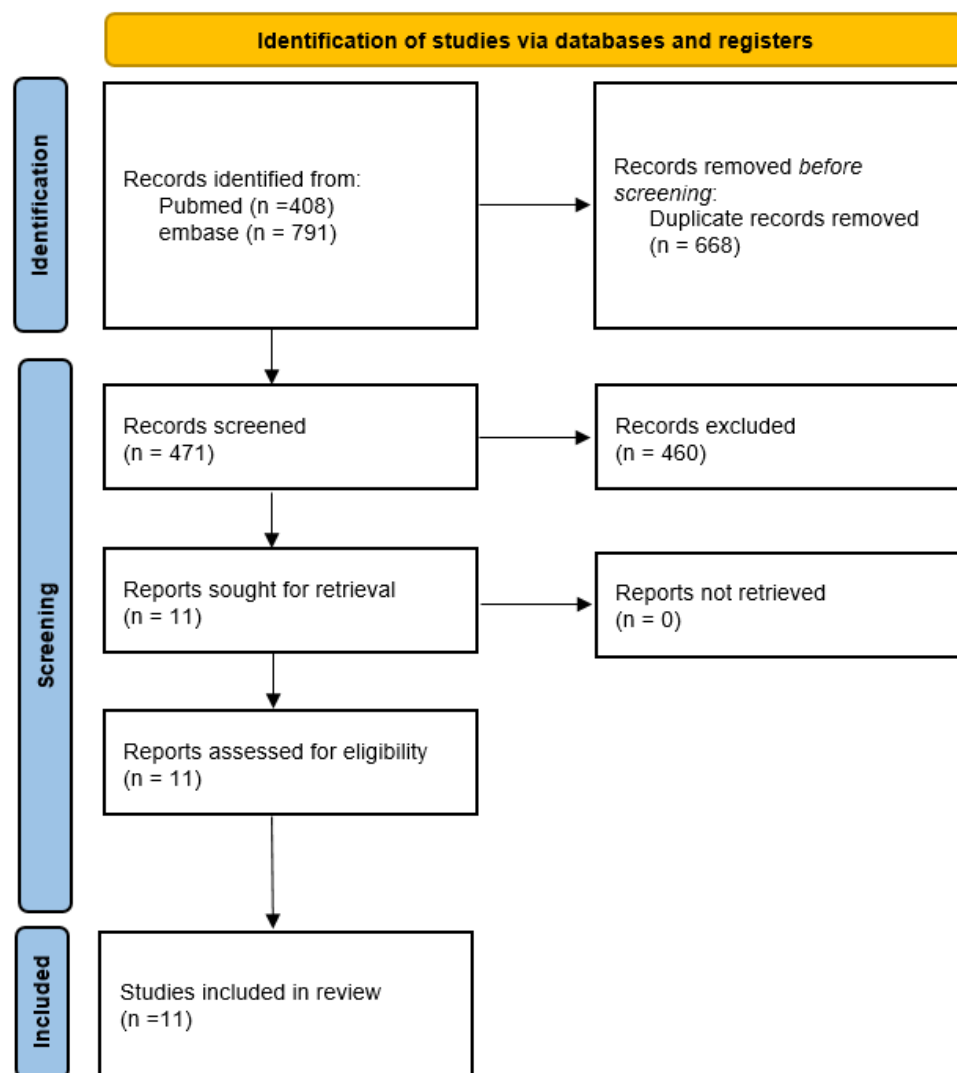 Identification of studies via databases and registers
Identification
Records identified from:
Pubmed (n =408)
embase (n = 791)
Records removed before
screening:
Duplicate records removed
(n = 668)
Screening
Records screened
(n = 471)
Records excluded
(n = 460)
Reports sought for retrieval
(n = 11)
Reports not retrieved
(n = 0)
Reports assessed for eligibility
(n = 11)
Included
Studies included in review
(n =11)